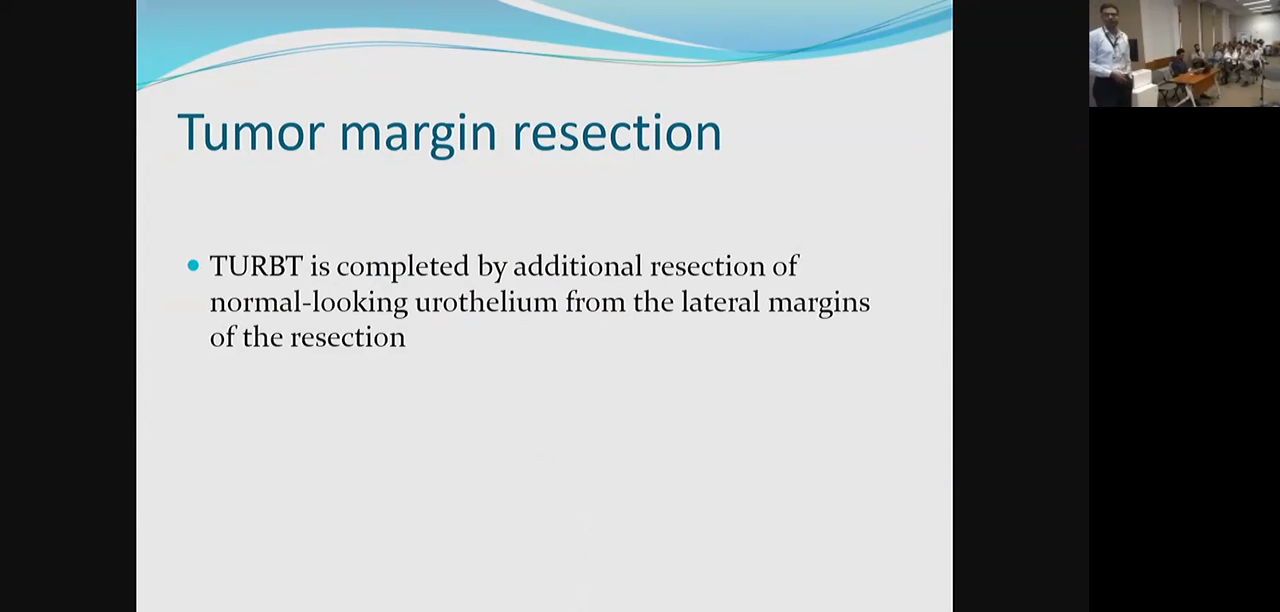 Tumor margin resection
• TURBT is completed by additional resection of
normal-looking urothelium from the lateral margins
of the resection